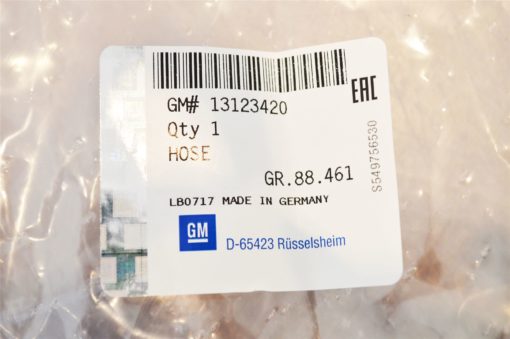 GM# 13123420
EAC
Qty 1
HOSE
GR.88.461
S549756530
LB0717 MADE IN GERMANY
GM
D-65423 Rüsselsheim